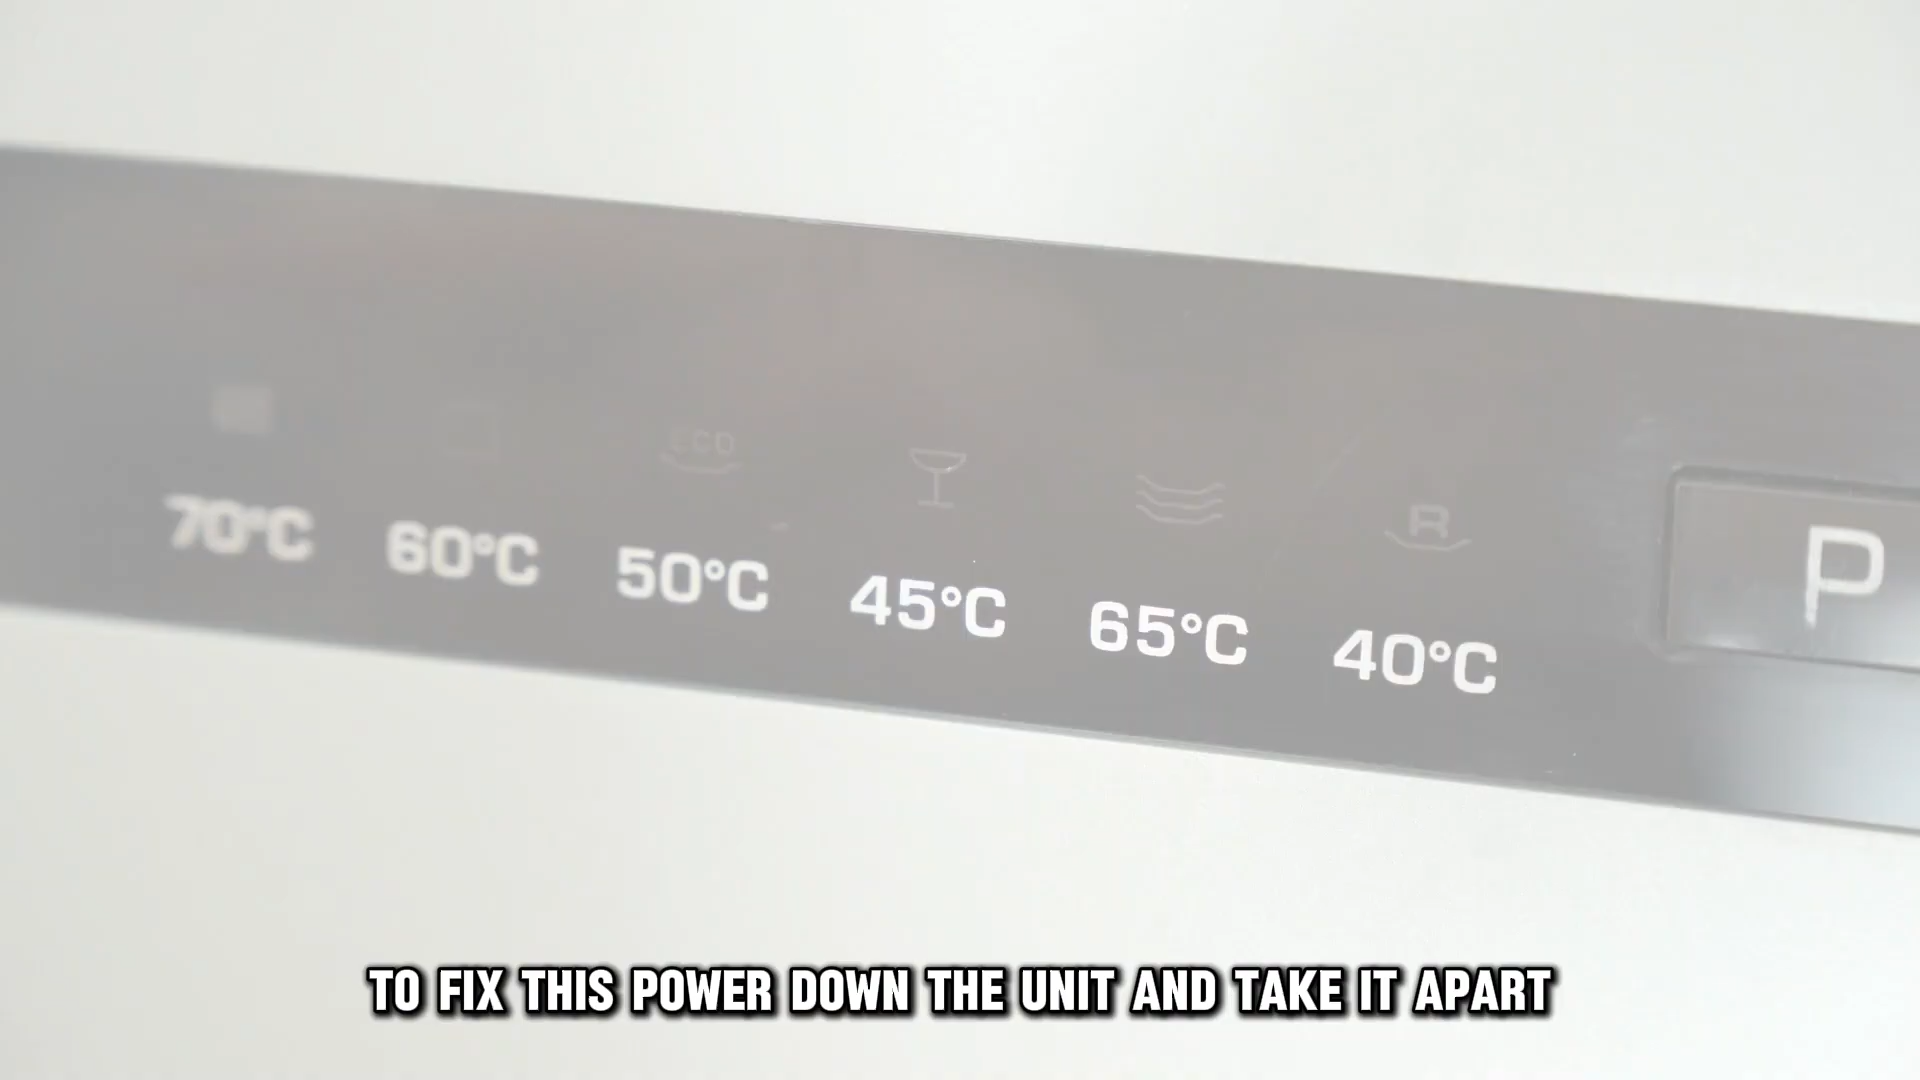 ECO
R
70°C 60°C 50°C 45°C 65°C 40°C
P
TO FIX THIS POWER DOWN THE UNIT AND TAKE IT APART